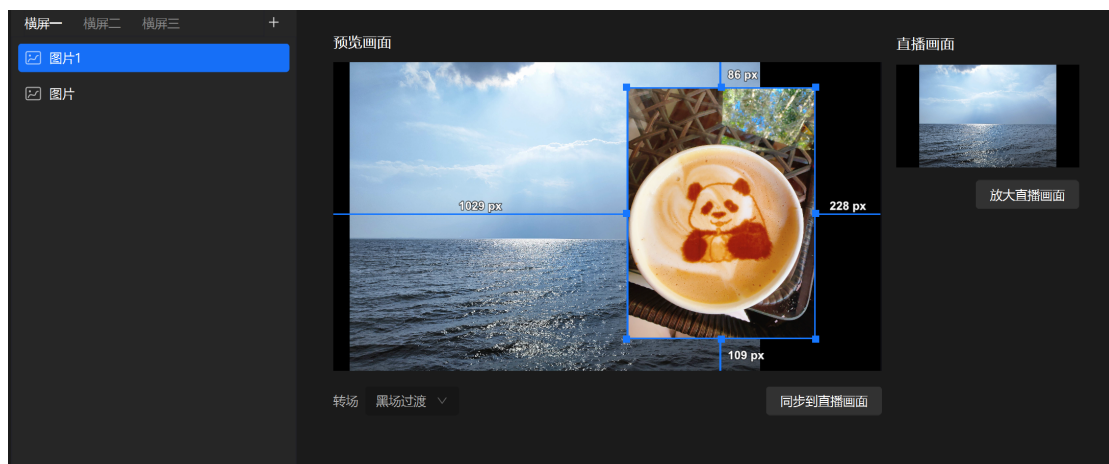 横屏一 横屏二 横屏三 +
图片1
图片
预览画面
86 px
1029 px
228 px
109 px
转场 黑场过渡
同步到直播画面
直播画面
放大直播画面